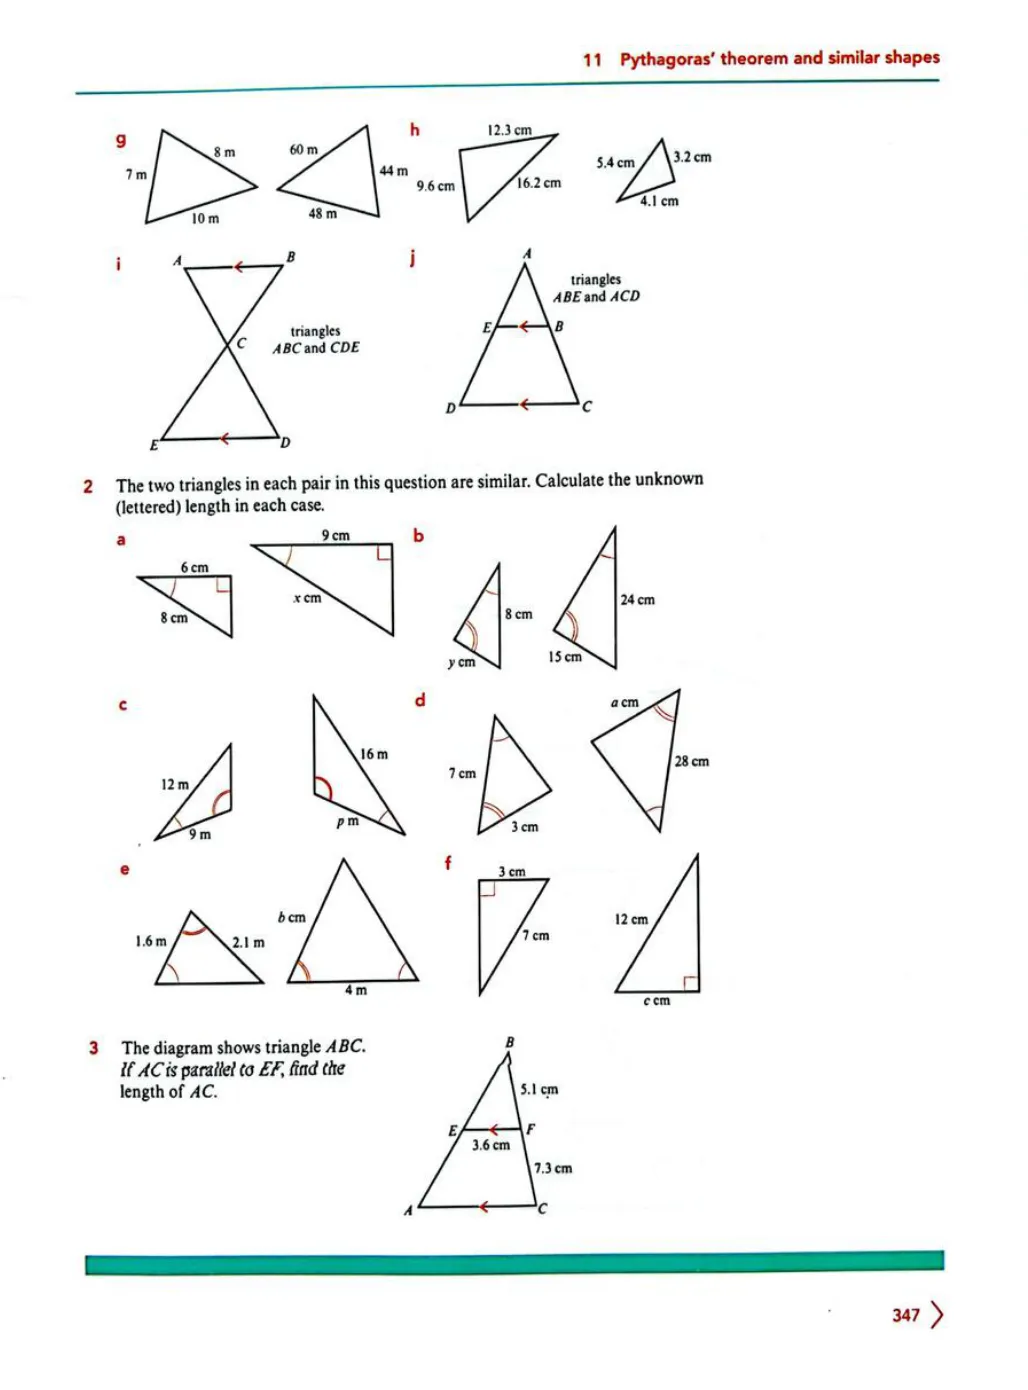 11 Pythagoras' theorem and similar shapes
g
8 m
7 m
10 m
60 m
44 m
48 m
h
12.3 cm
9.6 cm
16.2 cm
5.4 cm
3.2 cm
4.1 cm
i
A
B
C
triangles
ABC and CDE
E
D
j
A
triangles
ABE and ACD
E
B
D
C
2 The two triangles in each pair in this question are similar. Calculate the unknown
(lettered) length in each case.
a
6 cm
8 cm
9 cm
x cm
b
8 cm
y cm
24 cm
15 cm
c
12 m
9 m
16 m
p m
d
7 cm
3 cm
a cm
28 cm
e
1.6 m
2.1 m
b cm
4 m
f
3 cm
7 cm
12 cm
c cm
3 The diagram shows triangle ABC.
If AC is parallel to EF, find the
length of AC.
B
5.1 cm
E
F
3.6 cm
7.3 cm
A
C
347